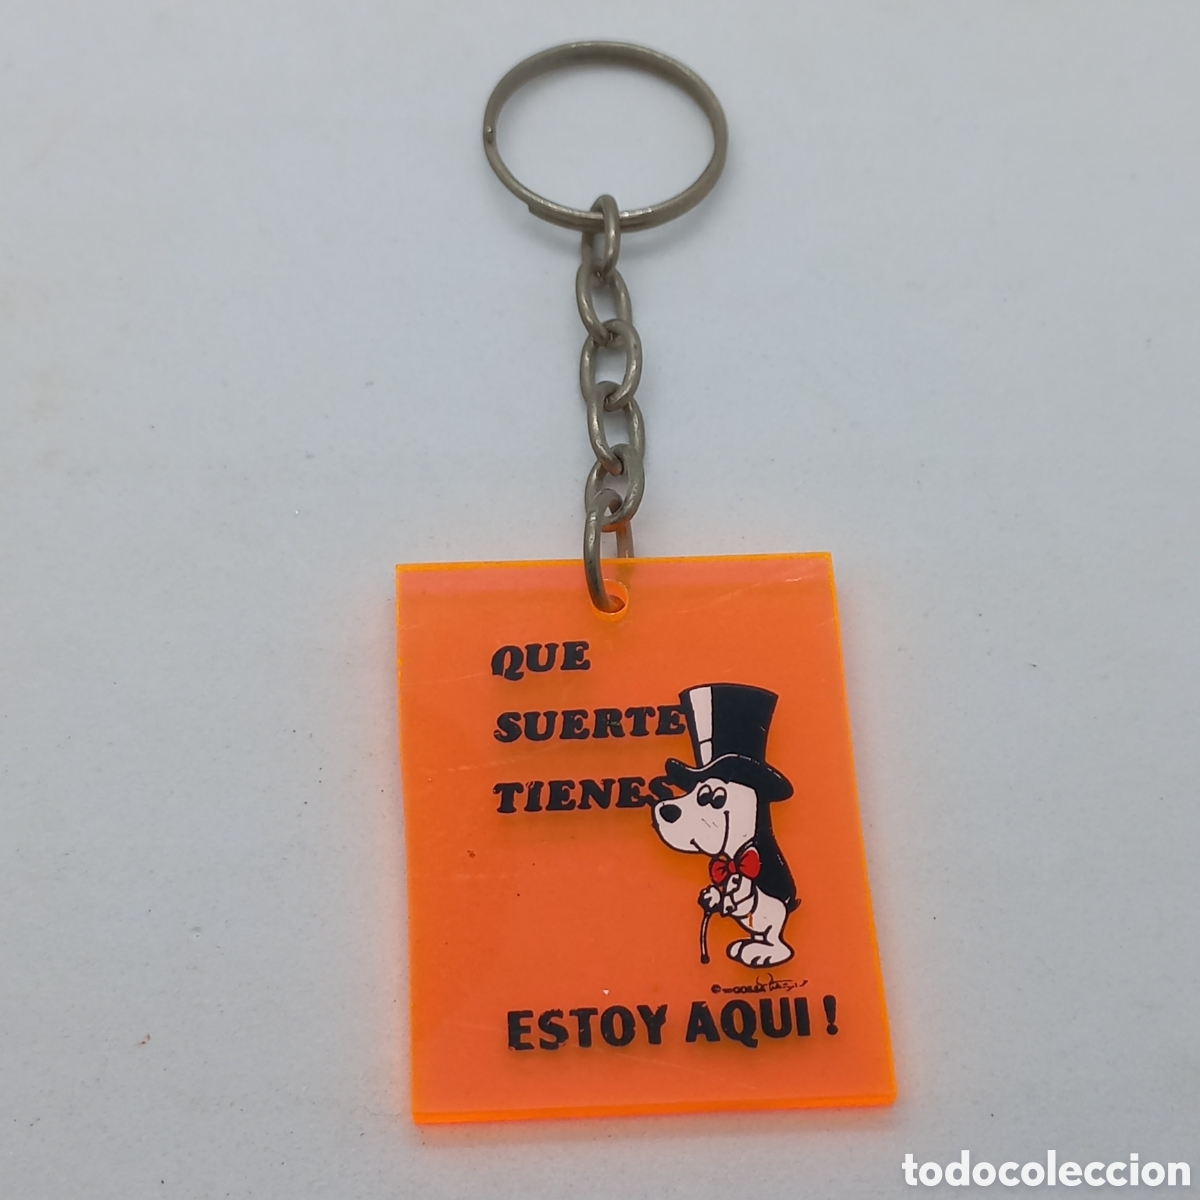 QUE
SUERTE
TIENES
ESTOY AQUI!
todocoleccion